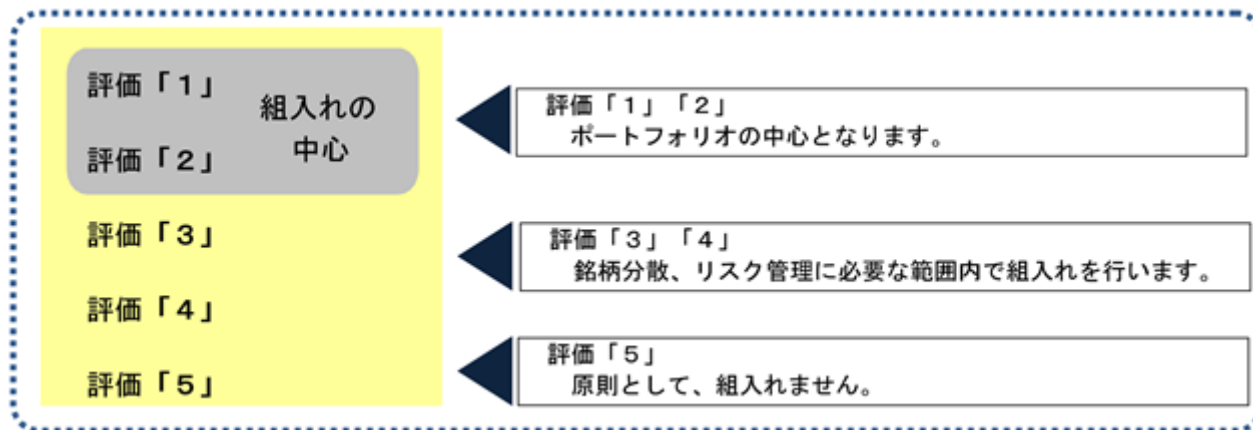 評価「１」
組入れの
中心
評価「２」
評価「３」
評価「４」
評価「５」
評価「１」「２」
ポートフォリオの中心となります。
評価「３」「４」
銘柄分散、リスク管理に必要な範囲内で組入れを行います。
評価「５」
原則として、組入れません。